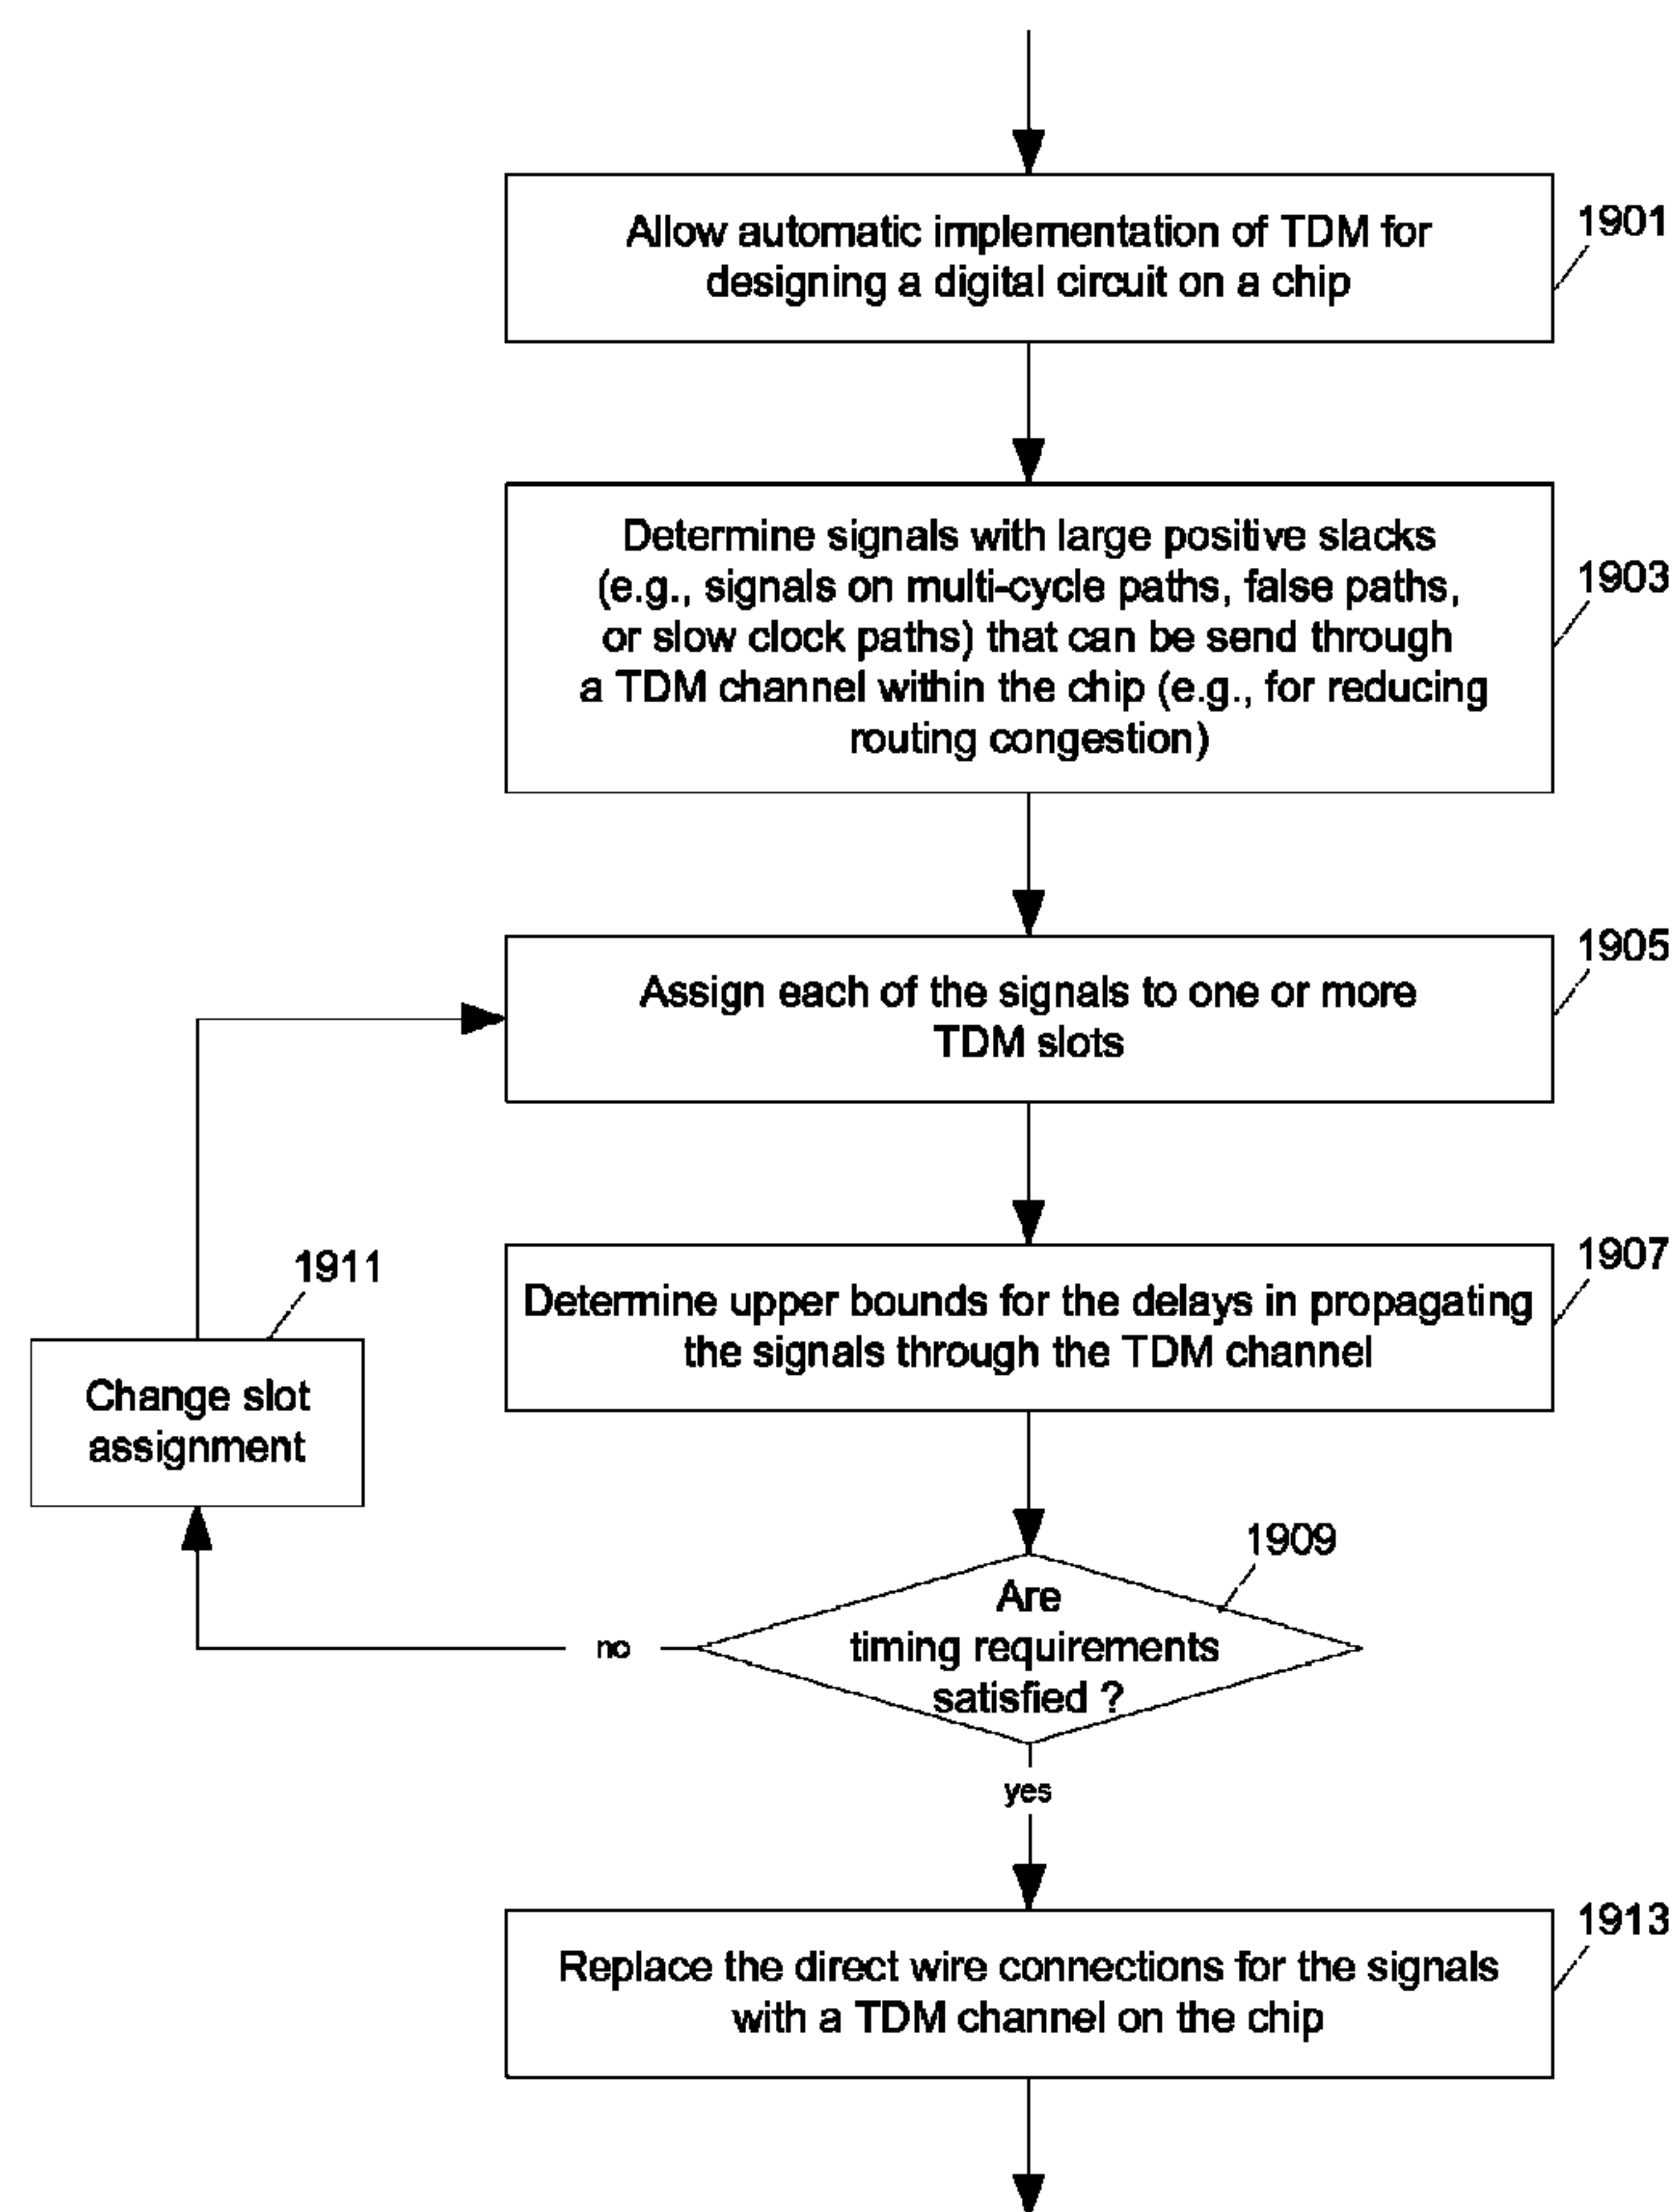 Allow automatic implementation of TDM for
designing a digital circuit on a chip
1901
Determine signals with large positive slacks
(e.g., signals on multi-cycle paths, false paths,
or slow clock paths) that can be send through
a TDM channel within the chip (e.g., for reducing
routing congestion)
1903
Assign each of the signals to one or more
TDM slots
1905
Determine upper bounds for the delays in propagating
the signals through the TDM channel
1907
1911
Change slot
assignment
1909
Are
timing requirements
satisfied ?
no
yes
Replace the direct wire connections for the signals
with a TDM channel on the chip
1913